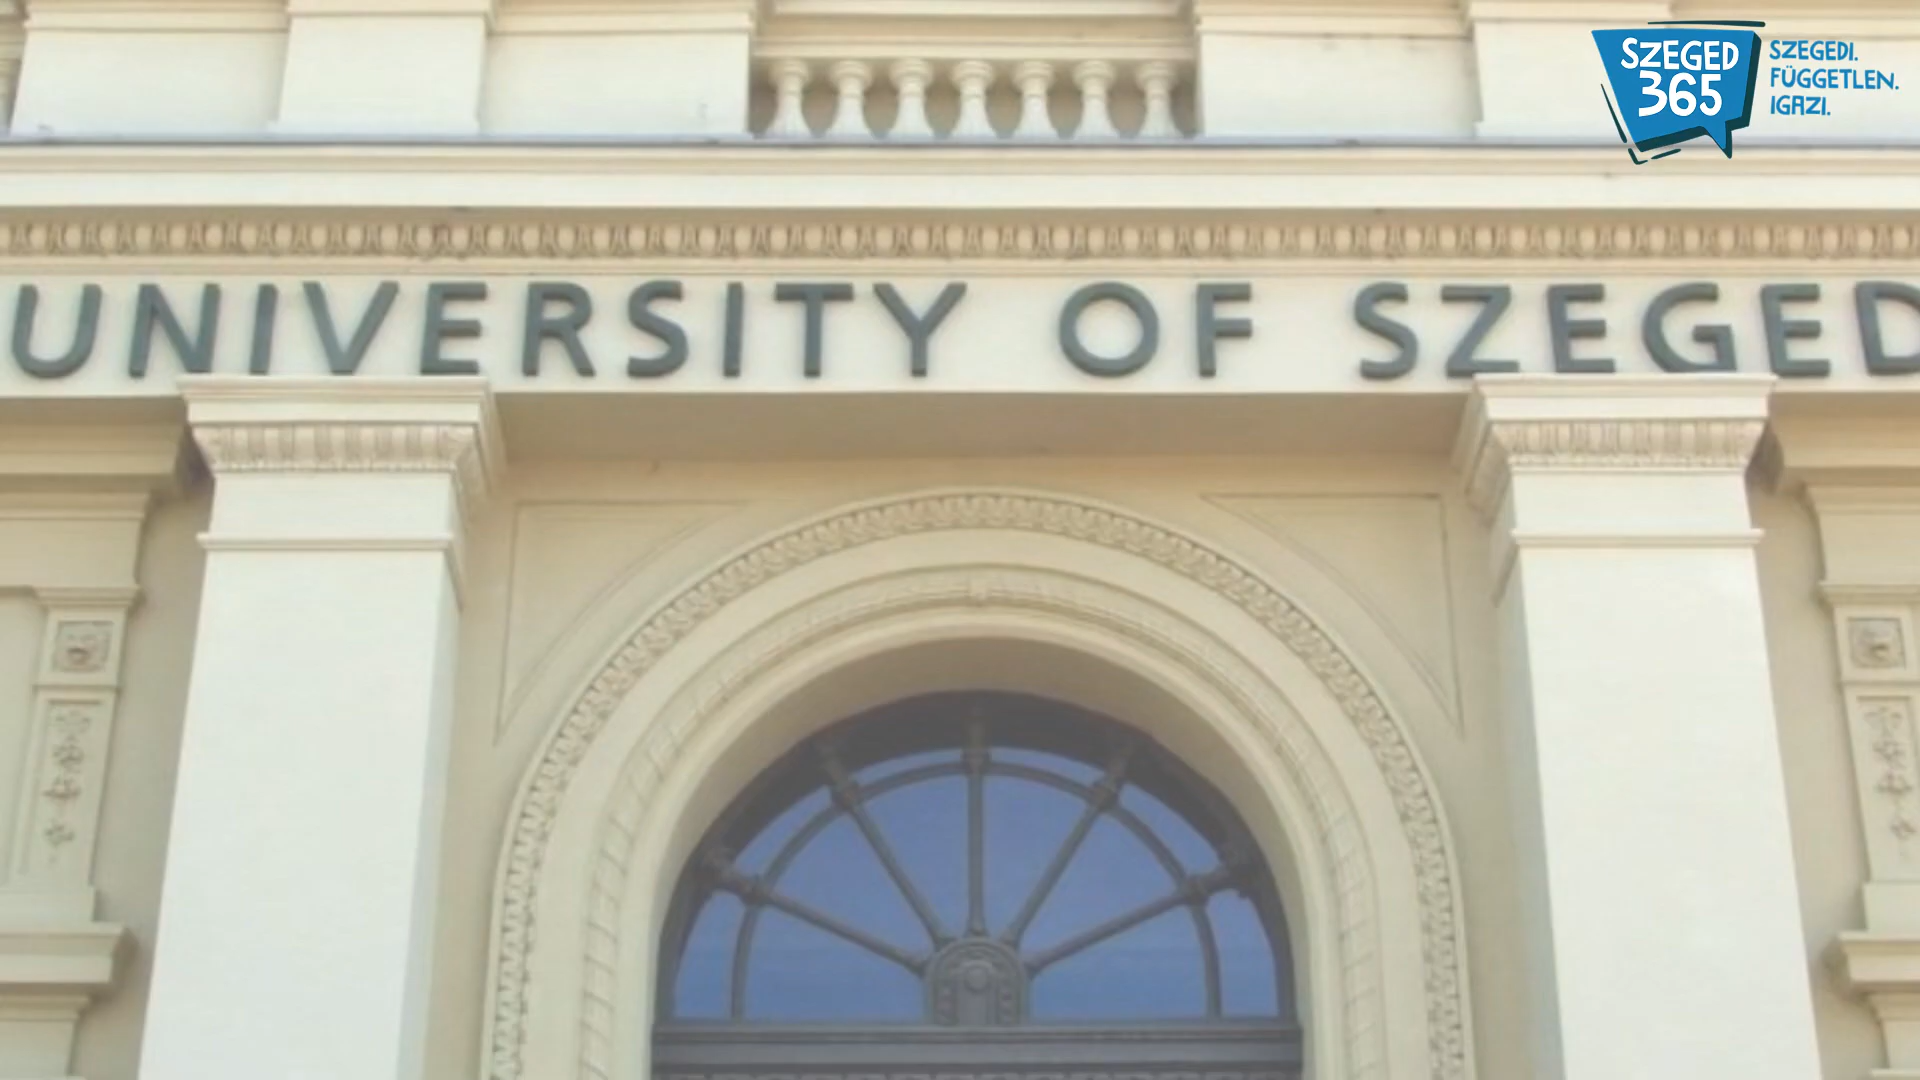 SZEGED
365
SZEGEDI.
FÜGGETLEN.
IGAZI.
UNIVERSITY OF SZEGED